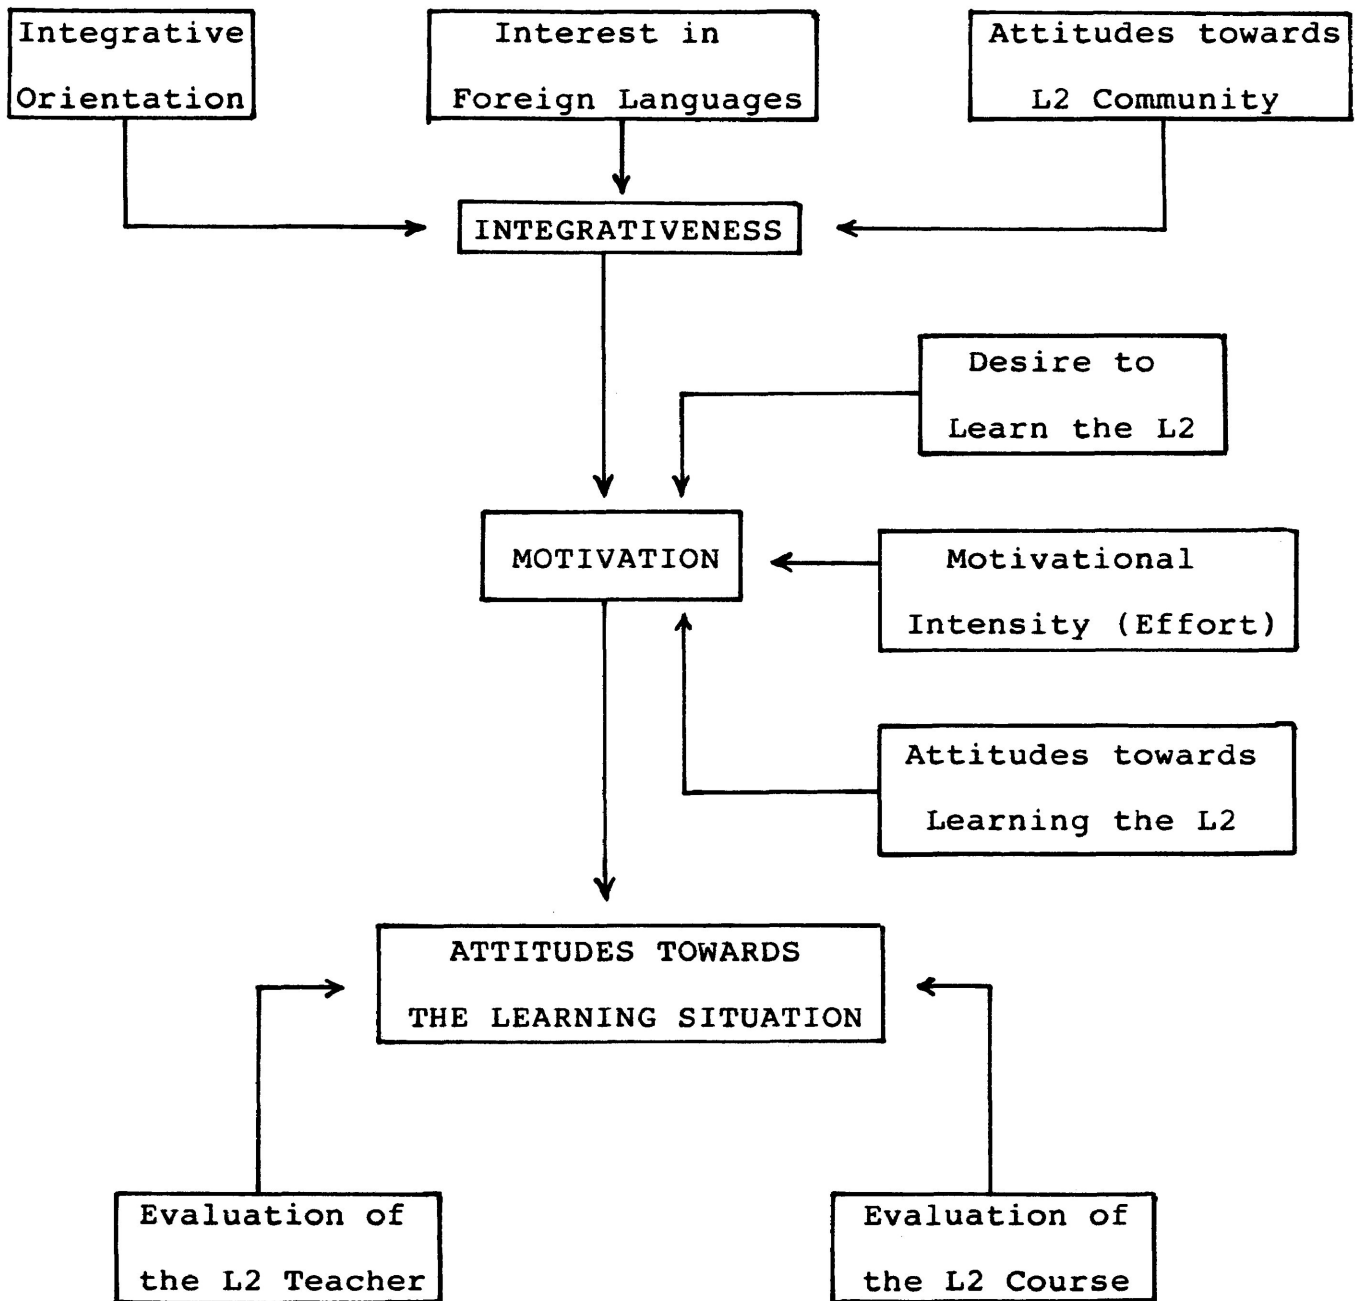 Integrative
Orientation
Interest in
Foreign Languages
Attitudes towards
L2 Community
INTEGRATIVENESS
Desire to
Learn the L2
MOTIVATION
Motivational
Intensity (Effort)
Attitudes towards
Learning the L2
ATTITUDES TOWARDS
THE LEARNING SITUATION
Evaluation of
the L2 Teacher
Evaluation of
the L2 Course